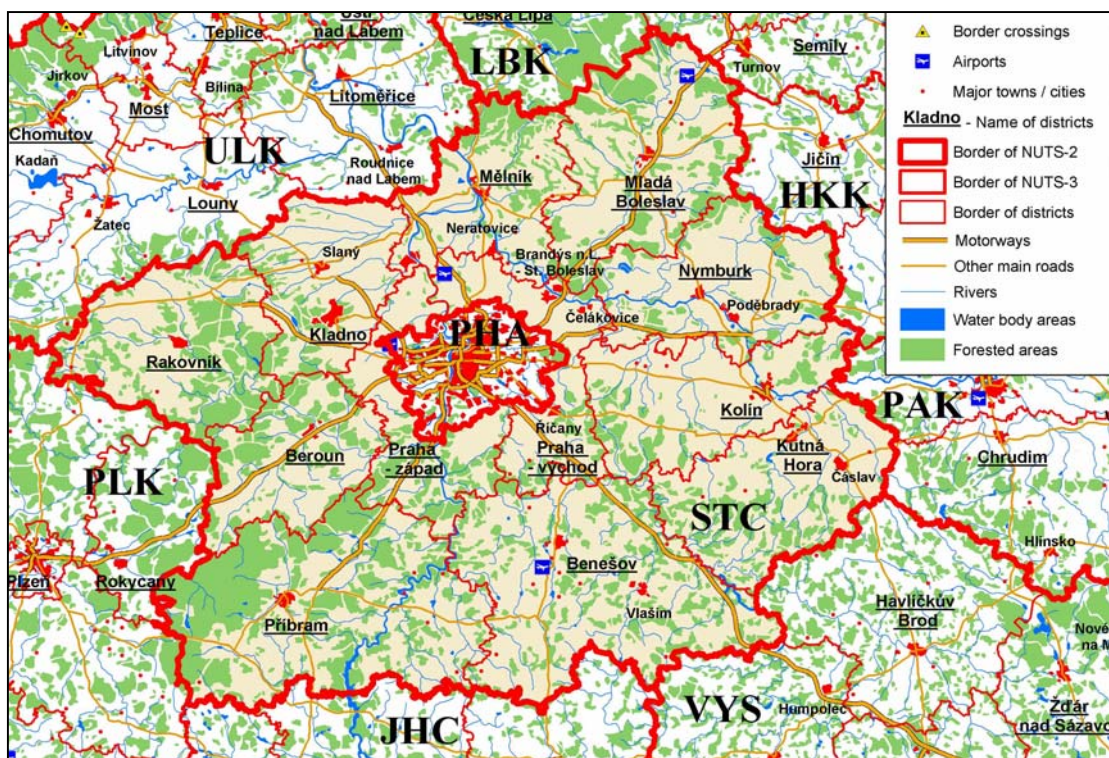 Ústí
nad Labem
Česká Lípa
Teplice
Litvínov
Semily
LBK
Turnov
Jirkov
Bílina
Most
Litoměřice
Chomutov
ULK
Jičín
Kadaň
Roudnice
nad Labem
Mělník
Mladá
Boleslav
HKK
Louny
Žatec
Neratovice
Slaný
Brandýs n.L.
- St. Boleslav
Nymburk
Poděbrady
Kladno
PHA
Čelákovice
Rakovník
PAK
Kolín
Říčany
Beroun
Praha
- západ
Praha
- východ
Kutná
Hora
Čáslav
Chrudim
PLK
STC
Hlinsko
Plzeň
Rokycany
Benešov
Vlašim
Havlíčkův
Brod
Příbram
Nové
na M
VYS
Humpolec
JHC
Žďár
nad Sázavo
Border crossings
Airports
Major towns / cities
Kladno - Name of districts
Border of NUTS-2
Border of NUTS-3
Border of districts
Motorways
Other main roads
Rivers
Water body areas
Forested areas